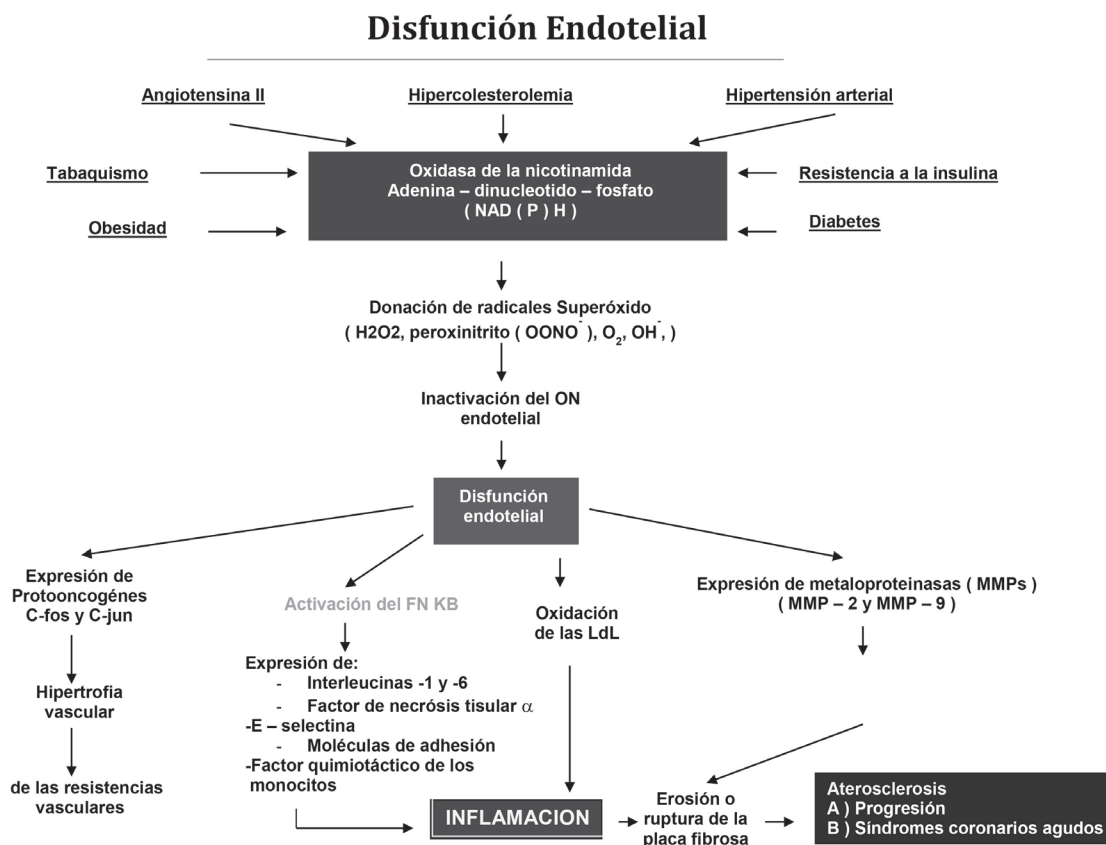 Disfunción Endotelial
Angiotensina II
Hipercolesterolemia
Hipertensión arterial
Tabaquismo
Oxidasa de la nicotinamida
Adenina – dinucleotido – fosfato
( NAD ( P ) H )
Resistencia a la insulina
Obesidad
Diabetes
Donación de radicales Superóxido
( H2O2, peroxinitrito ( OONO⁻ ), O₂, OH⁻, )
Inactivación del ON
endotelial
Disfunción
endotelial
Expresión de
Protooncogénes
C-fos y C-jun
Hipertrofia
vascular
de las resistencias
vasculares
Activación del FN KB
Expresión de:
- Interleucinas -1 y -6
- Factor de necrósis tisular α
-E – selectina
- Moléculas de adhesión
-Factor quimiotáctico de los
monocitos
Oxidación
de las LdL
Expresión de metaloproteinasas ( MMPs )
( MMP – 2 y MMP – 9 )
INFLAMACION
Erosión o
ruptura de la
placa fibrosa
Aterosclerosis
A ) Progresión
B ) Síndromes coronarios agudos